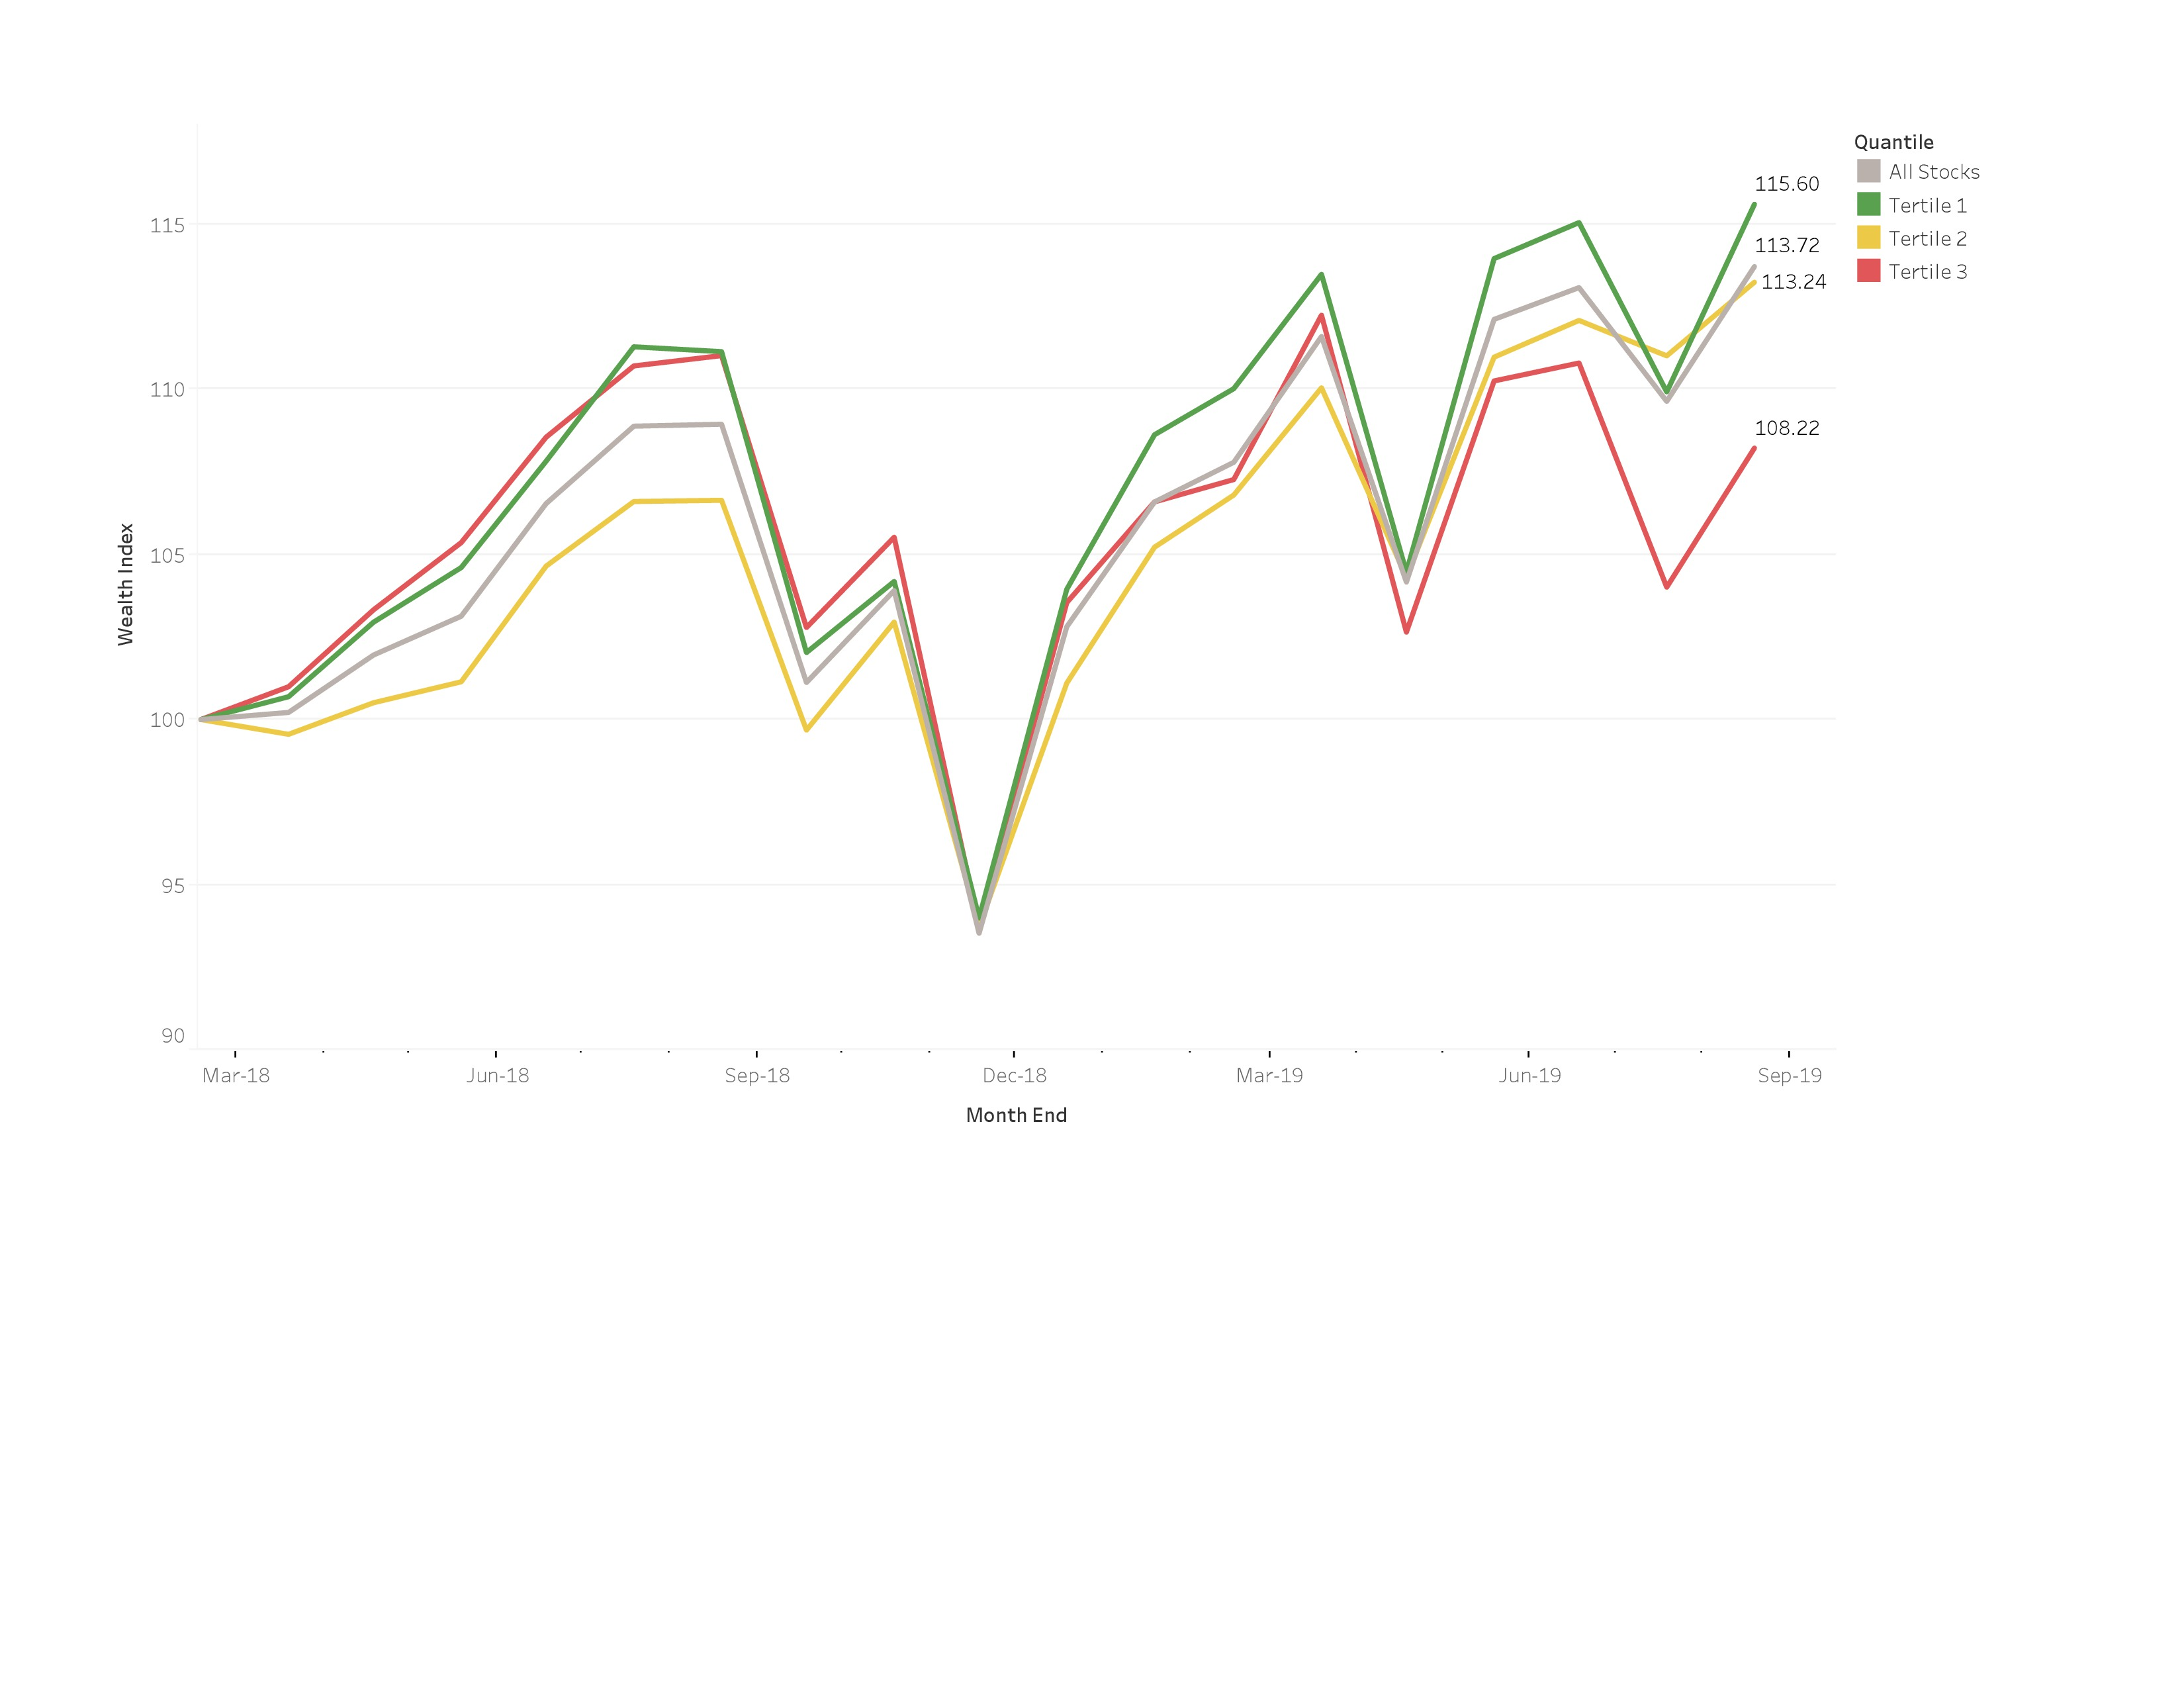 Quantile
All Stocks
Tertile 1
Tertile 2
Tertile 3
115.60
113.72
113.24
108.22
115
110
105
100
95
90
Wealth Index
Mar-18 Jun-18 Sep-18 Dec-18 Mar-19 Jun-19 Sep-19
Month End